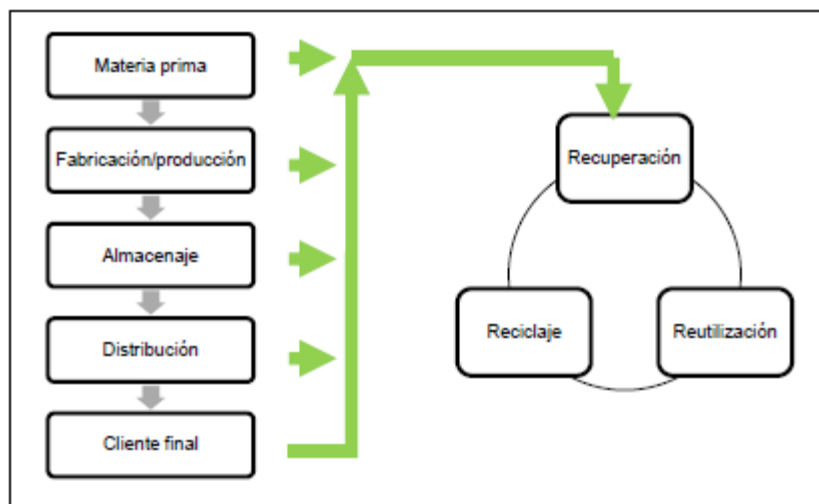 Materia prima
Fabricación/producción
Almacenaje
Distribución
Cliente final
Recuperación
Reciclaje
Reutilización